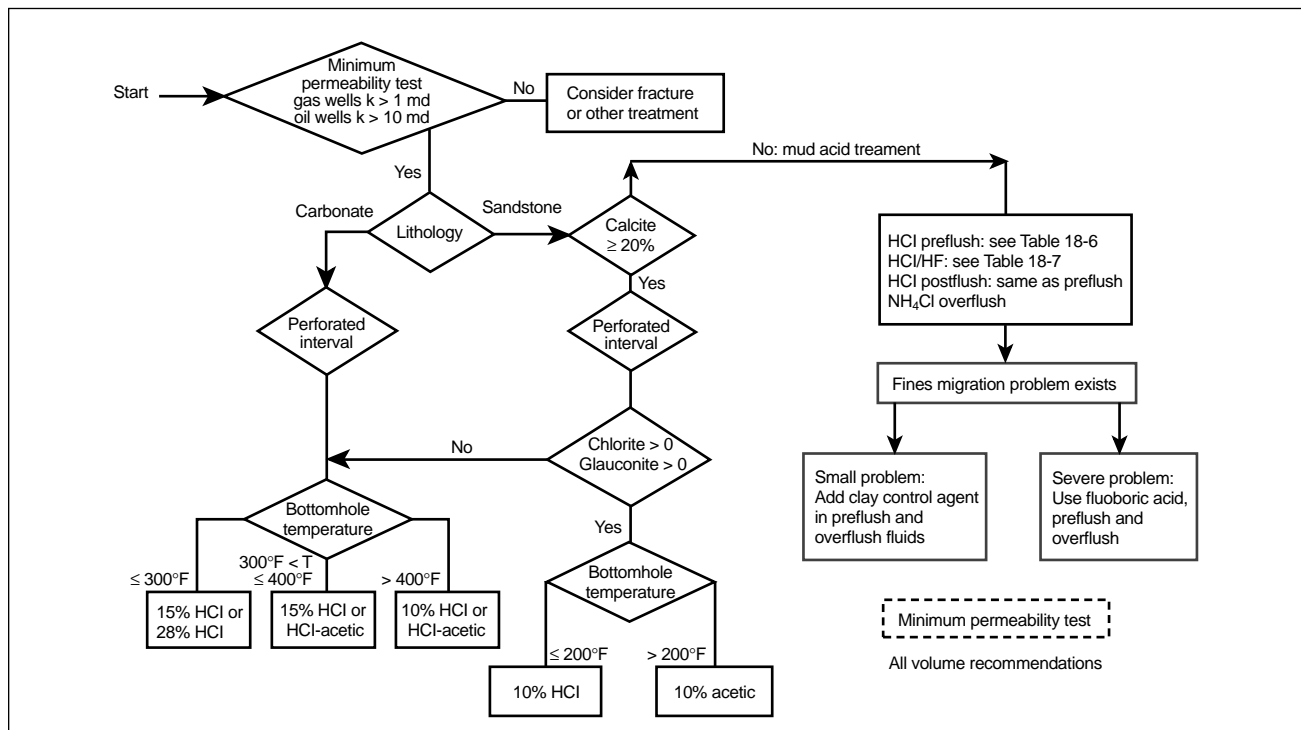 Start
Minimum
permeability test
gas wells k > 1 md
oil wells k > 10 md
No
Consider fracture
or other treatment
Yes
No: mud acid treament
Carbonate
Lithology
Sandstone
Calcite
≥ 20%
HCl preflush: see Table 18-6
HCl/HF: see Table 18-7
HCl postflush: same as preflush
NH₄Cl overflush
Yes
Perforated
interval
Perforated
interval
Fines migration problem exists
No
Chlorite > 0
Glauconite > 0
Small problem:
Add clay control agent
in preflush and
overflush fluids
Severe problem:
Use fluoboric acid,
preflush and
overflush
Bottomhole
temperature
Yes
≤ 300°F
300°F < T
≤ 400°F
> 400°F
Bottomhole
temperature
15% HCl or
28% HCl
15% HCl or
HCl-acetic
10% HCl or
HCl-acetic
Minimum permeability test
≤ 200°F
> 200°F
All volume recommendations
10% HCl
10% acetic